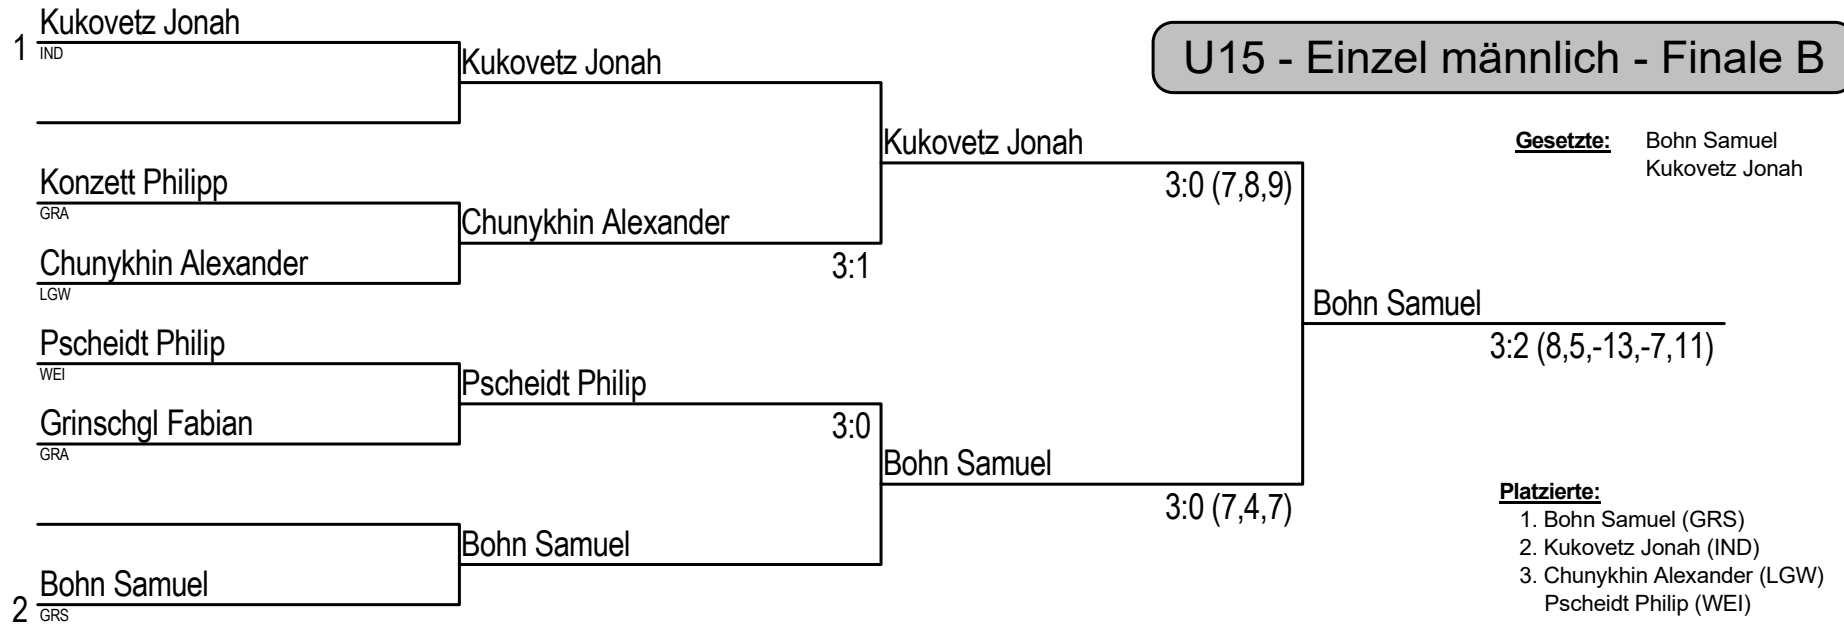 U15 - Einzel männlich - Finale B
Gesetzte: Bohn Samuel
Kukovetz Jonah
1 Kukovetz Jonah
IND
Konzett Philipp
GRA
Chunykhin Alexander
LGW
Pscheidt Philip
WEI
Grinschgl Fabian
GRA
2 Bohn Samuel
GRS
Kukovetz Jonah
Chunykhin Alexander
3:1
Pscheidt Philip
3:0
Bohn Samuel
Kukovetz Jonah
3:0 (7,8,9)
Bohn Samuel
3:0 (7,4,7)
Bohn Samuel
3:2 (8,5,-13,-7,11)
Platzierte:
1. Bohn Samuel (GRS)
2. Kukovetz Jonah (IND)
3. Chunykhin Alexander (LGW)
Pscheidt Philip (WEI)